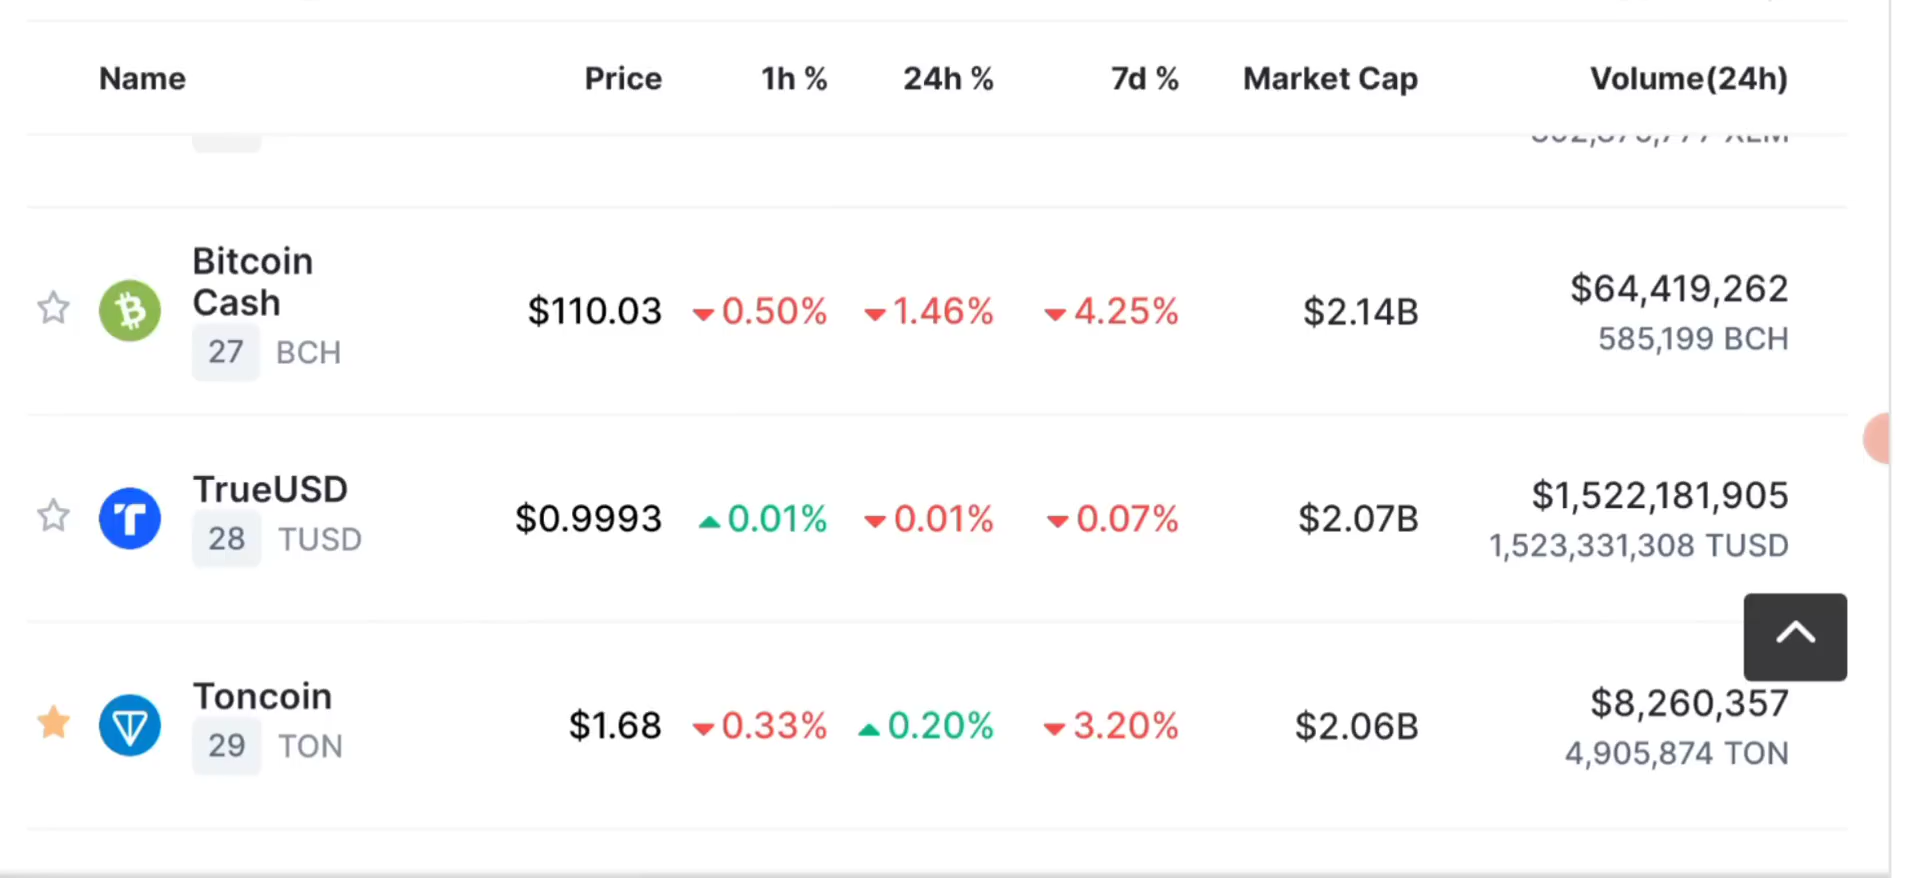 Name Price 1h % 24h % 7d % Market Cap Volume(24h)
XLM
Bitcoin
Cash
27 BCH
$110.03 0.50% 1.46% 4.25% $2.14B
$64,419,262
585,199 BCH
TrueUSD
28 TUSD
$0.9993 0.01% 0.01% 0.07% $2.07B
$1,522,181,905
1,523,331,308 TUSD
Toncoin
29 TON
$1.68 0.33% 0.20% 3.20% $2.06B
$8,260,357
4,905,874 TON